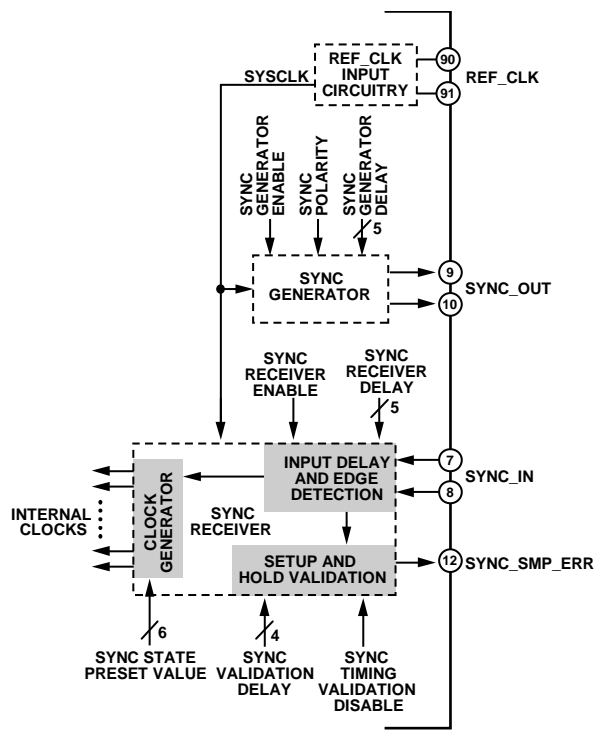 REF_CLK
INPUT
CIRCUITRY
90
91
REF_CLK
SYSCLK
SYNC
GENERATOR
ENABLE
SYNC
POLARITY
SYNC
GENERATOR
DELAY
5
SYNC
GENERATOR
9
10
SYNC_OUT
SYNC
RECEIVER
ENABLE
SYNC
RECEIVER
DELAY
5
INPUT DELAY
AND EDGE
DETECTION
7
8
SYNC_IN
CLOCK
GENERATOR
SYNC
RECEIVER
INTERNAL
CLOCKS
SETUP AND
HOLD VALIDATION
12
SYNC_SMP_ERR
6
SYNC STATE
PRESET VALUE
4
SYNC
VALIDATION
DELAY
SYNC
TIMING
VALIDATION
DISABLE